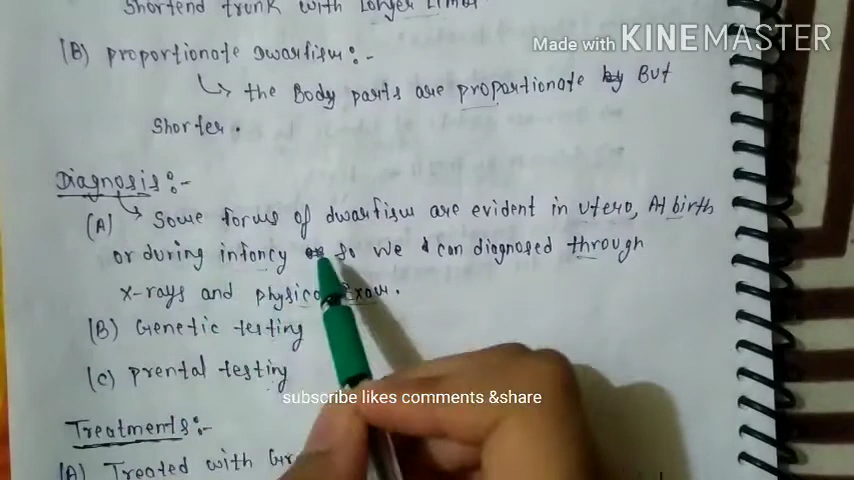 Shortend trunk with Longer Limbs
Made with KINEMASTER
(B) proportionate dwarfism:-
↳ the Body parts are proportionate But
Shorter.
Diagnosis:-
(A) → Some forms of dwarfism are evident in utero, At birth
or during infancy So We can diagnosed through
x-rays and physical Exam.
(B) Genetic testing
(C) prental testing
subscribe likes comments &share
Treatments:-
(A) Treated with